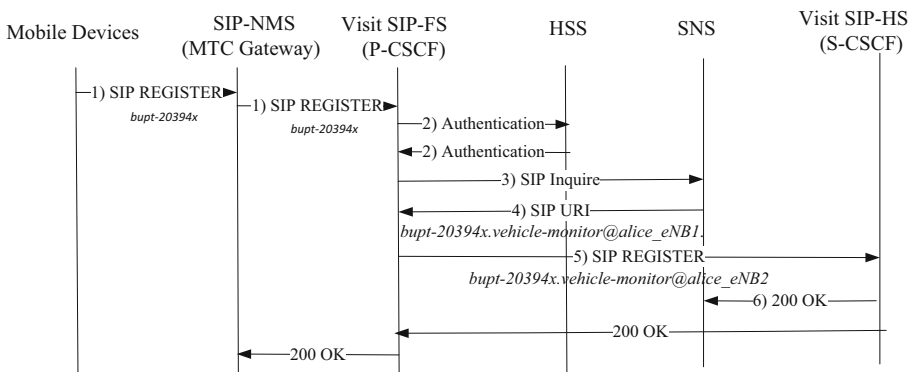 Mobile Devices
SIP-NMS
(MTC Gateway)
Visit SIP-FS
(P-CSCF)
HSS
SNS
Visit SIP-HS
(S-CSCF)
1) SIP REGISTER
bupt-20394x
1) SIP REGISTER
bupt-20394x
2) Authentication
2) Authentication
3) SIP Inquire
4) SIP URI
bupt-20394x.vehicle-monitor@alice_eNB1.
5) SIP REGISTER
bupt-20394x.vehicle-monitor@alice_eNB2
6) 200 OK
200 OK
200 OK